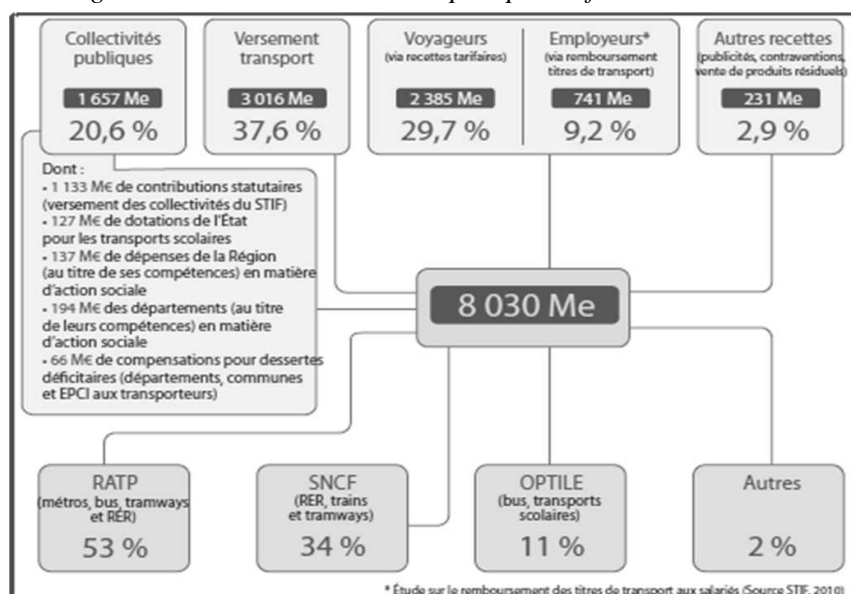 Collectivités
publiques
1 657 Me
20,6 %
Versement
transport
3 016 Me
37,6 %
Voyageurs
(via recettes tarifaires)
2 385 Me
29,7 %
Employeurs*
(via remboursement
titres de transport)
741 Me
9,2 %
Autres recettes
(publicités, contraventions,
vente de produits résiduels)
231 Me
2,9 %
Dont :
• 1 133 M€ de contributions statutaires
(versement des collectivités du STIF)
• 127 M€ de dotations de l'État
pour les transports scolaires
• 137 M€ de dépenses de la Région
(au titre de ses compétences) en matière
d'action sociale
• 194 M€ des départements (au titre
de leurs compétences) en matière
d'action sociale
• 66 M€ de compensations pour dessertes
déficitaires (départements, communes
et EPCI aux transporteurs)
8 030 Me
RATP
(métros, bus, tramways
et RER)
53 %
SNCF
(RER, trains
et tramways)
34 %
OPTILE
(bus, transports
scolaires)
11 %
Autres
2 %
* Étude sur le remboursement des titres de transport aux salariés (Source STIF, 2010)